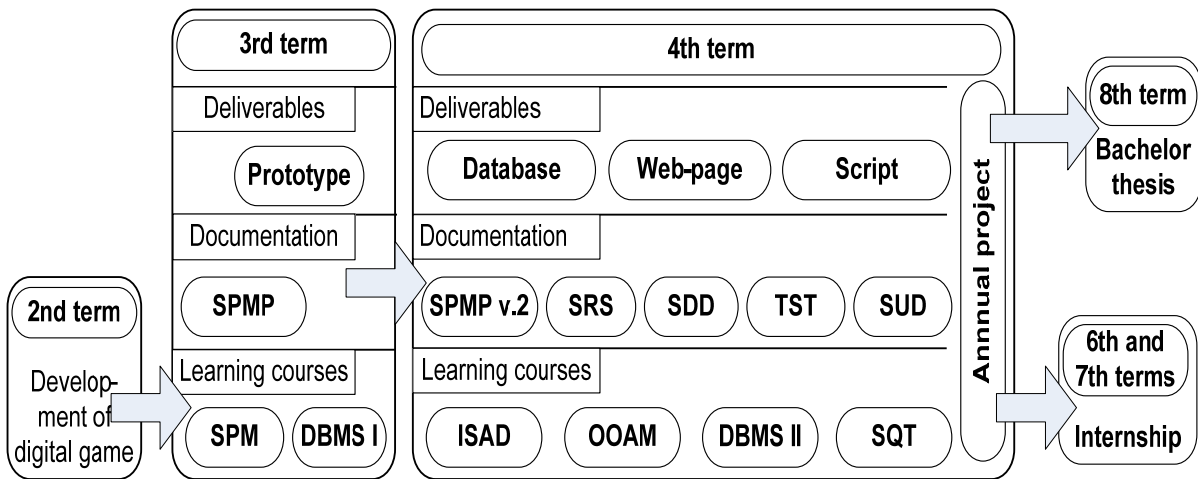 2nd term
Develop-
ment of
digital game
3rd term
Deliverables
Prototype
Documentation
SPMP
Learning courses
SPM DBMS I
4th term
Deliverables
Database Web-page Script
Documentation
SPMP v.2 SRS SDD TST SUD
Learning courses
ISAD OOAM DBMS II SQT
Annnual project
8th term
Bachelor
thesis
6th and
7th terms
Internship